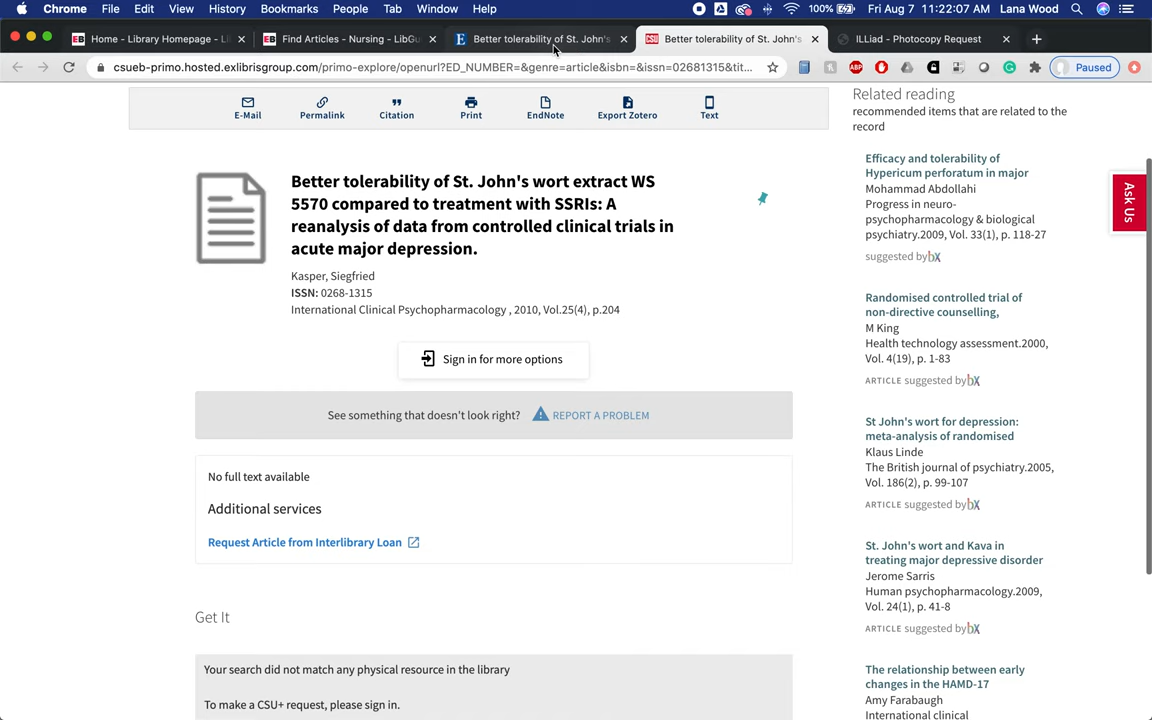 Chrome File Edit View History Bookmarks People Tab Window Help 100% Fri Aug 7 11:22:07 AM Lana Wood
EB Home - Library Homepage - L
EB Find Articles - Nursing - LibGu
E Better tolerability of St. John's
CSU Better tolerability of St. John's
ILLiad - Photocopy Request
csueb-primo.hosted.exlibrisgroup.com/primo-explore/openurl?ED_NUMBER=&genre=article&isbn=&issn=02681315&tit...
ABP
Paused
E-Mail Permalink Citation Print EndNote Export Zotero Text
Better tolerability of St. John's wort extract WS
5570 compared to treatment with SSRIs: A
reanalysis of data from controlled clinical trials in
acute major depression.
Kasper, Siegfried
ISSN: 0268-1315
International Clinical Psychopharmacology , 2010, Vol.25(4), p.204
Sign in for more options
See something that doesn't look right? REPORT A PROBLEM
No full text available
Additional services
Request Article from Interlibrary Loan
Get It
Your search did not match any physical resource in the library
To make a CSU+ request, please sign in.
Related reading
recommended items that are related to the
record
Efficacy and tolerability of
Hypericum perforatum in major
Mohammad Abdollahi
Progress in neuro-
psychopharmacology & biological
psychiatry.2009, Vol. 33(1), p. 118-27
suggested by bX
Randomised controlled trial of
non-directive counselling,
M King
Health technology assessment.2000,
Vol. 4(19), p. 1-83
ARTICLE suggested by bX
St John's wort for depression:
meta-analysis of randomised
Klaus Linde
The British journal of psychiatry.2005,
Vol. 186(2), p. 99-107
ARTICLE suggested by bX
St. John's wort and Kava in
treating major depressive disorder
Jerome Sarris
Human psychopharmacology.2009,
Vol. 24(1), p. 41-8
ARTICLE suggested by bX
The relationship between early
changes in the HAMD-17
Amy Farabaugh
International clinical
Ask Us